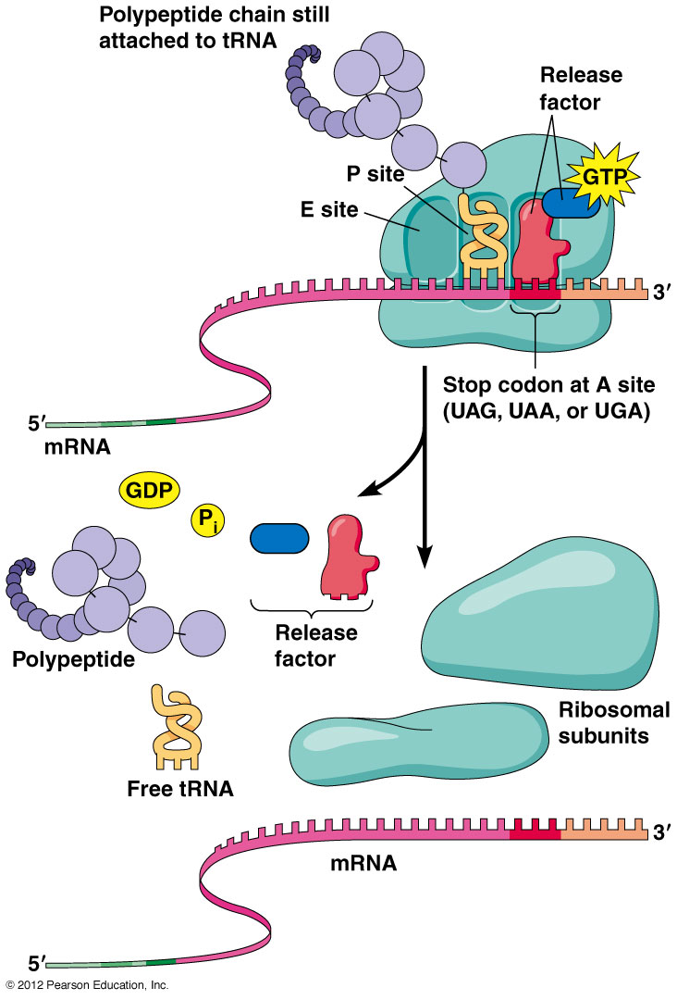 Polypeptide chain still
attached to tRNA
Release
factor
GTP
P site
E site
3′
Stop codon at A site
(UAG, UAA, or UGA)
5′
mRNA
GDP
Pi
Release
factor
Polypeptide
Ribosomal
subunits
Free tRNA
3′
mRNA
5′
© 2012 Pearson Education, Inc.